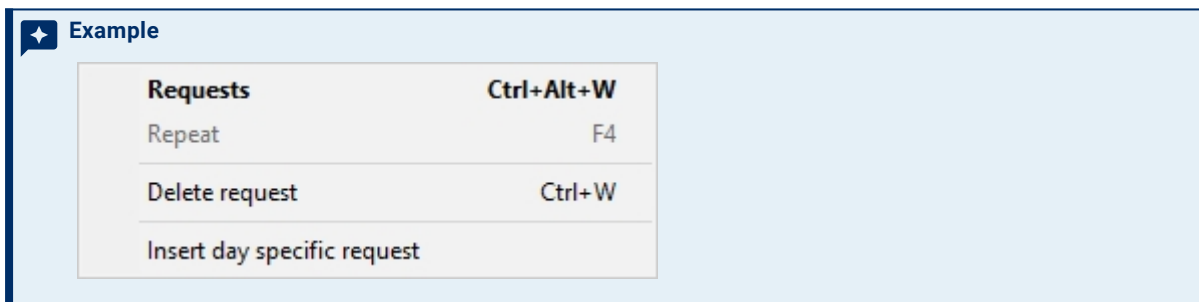 Example
Requests Ctrl+Alt+W
Repeat F4
Delete request Ctrl+W
Insert day specific request